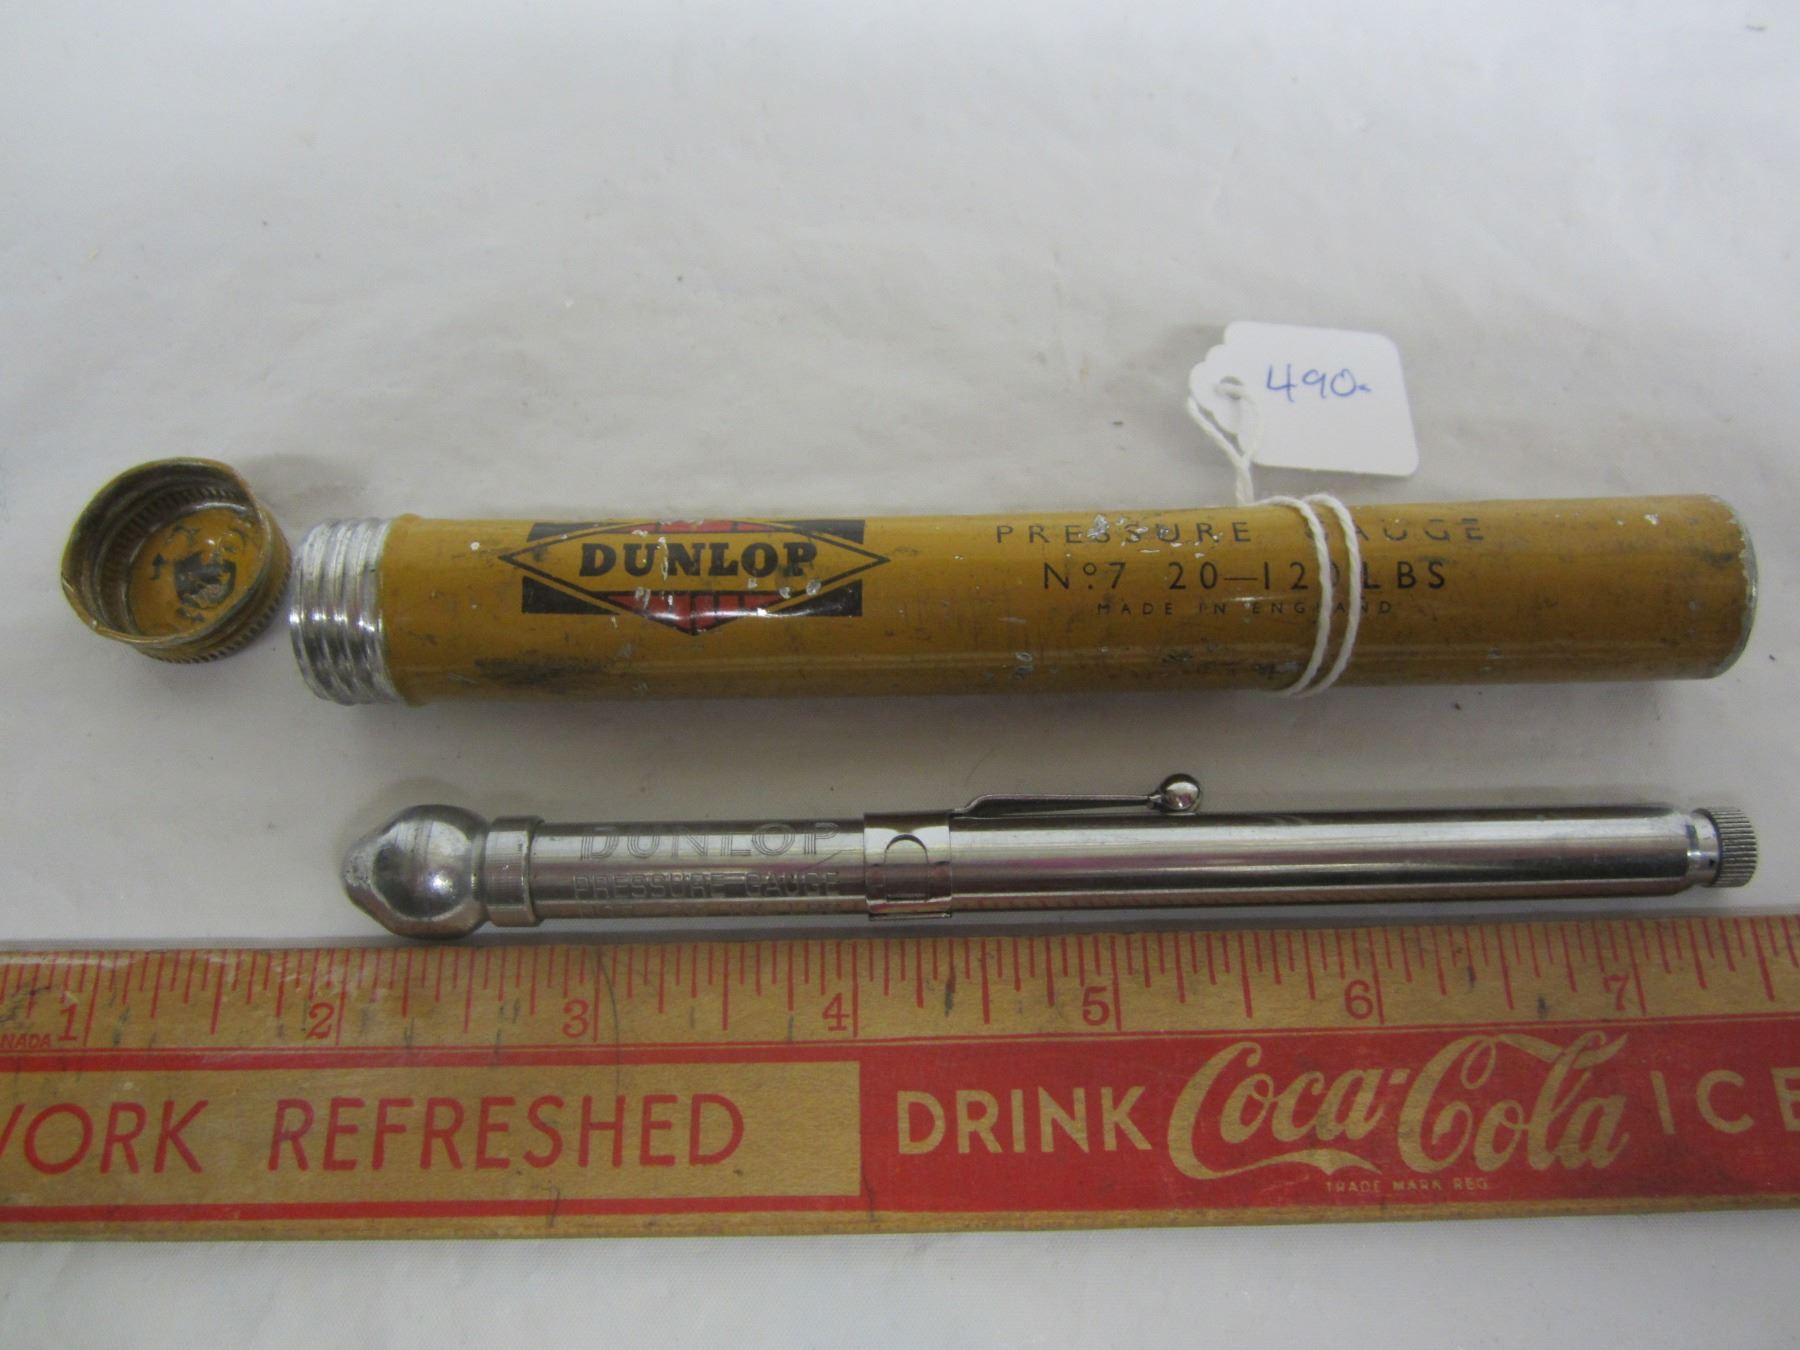 490.
DUNLOP
PRESSURE GAUGE
Nº7 20—120 LBS
MADE IN ENGLAND
DUNLOP
PRESSURE GAUGE
1 2 3 4 5 6 7
WORK REFRESHED
DRINK Coca-Cola ICE
TRADE MARK REG